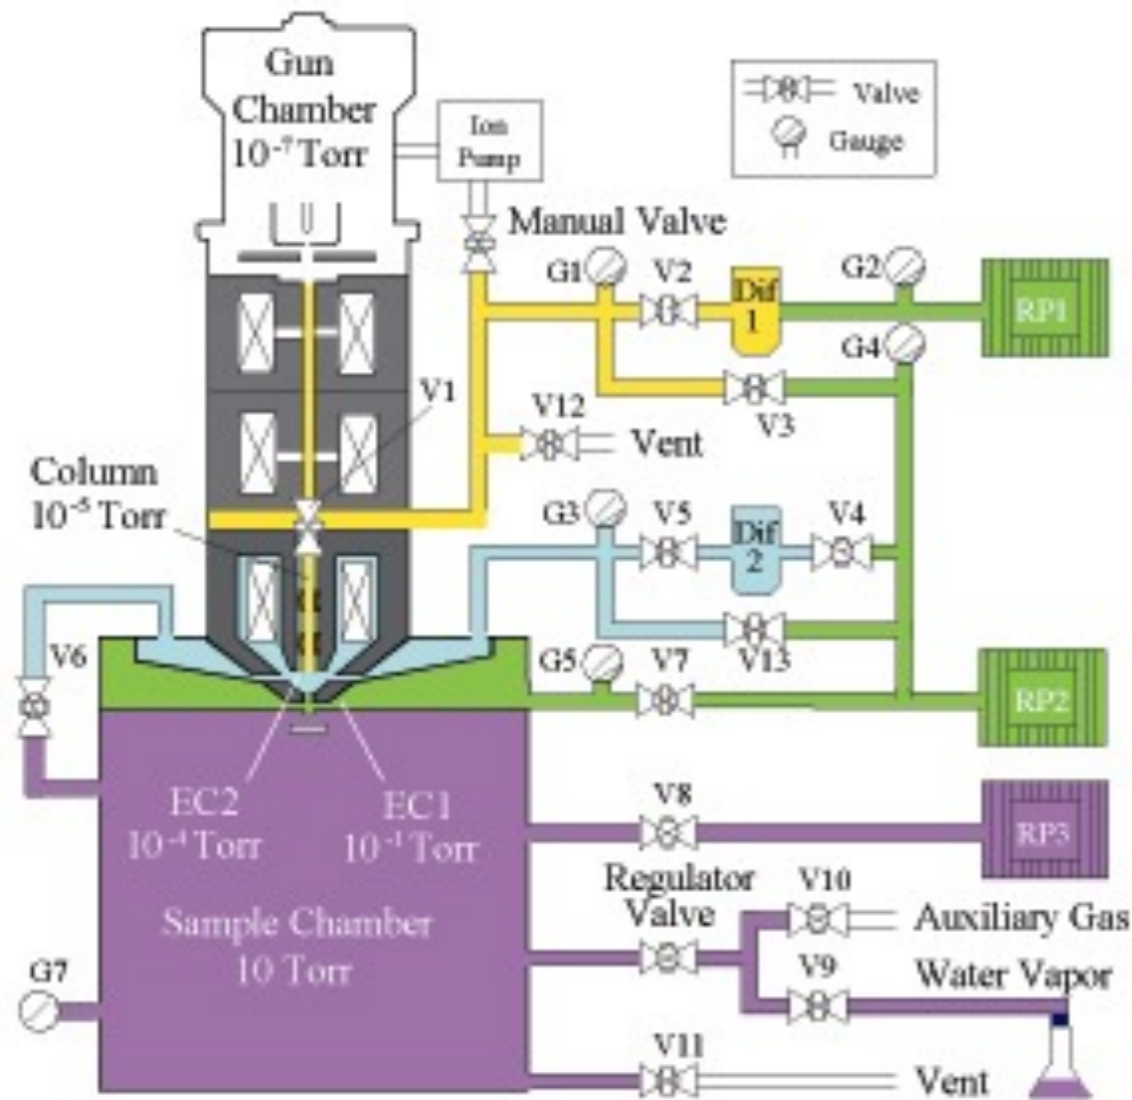 Gun
Chamber
10⁻⁷ Torr
Ion
Pump
Valve
Gauge
Manual Valve
G1
V2
G2
Dif
1
RP1
G4
V1
V12
V3
Vent
Column
10⁻⁵ Torr
G3
V5
V4
Dif
2
V6
G5
V7
V13
RP2
EC2
10⁻⁴ Torr
EC1
10⁻¹ Torr
V8
RP3
Sample Chamber
10 Torr
Regulator
Valve
V10
Auxiliary Gas
V9
Water Vapor
G7
V11
Vent